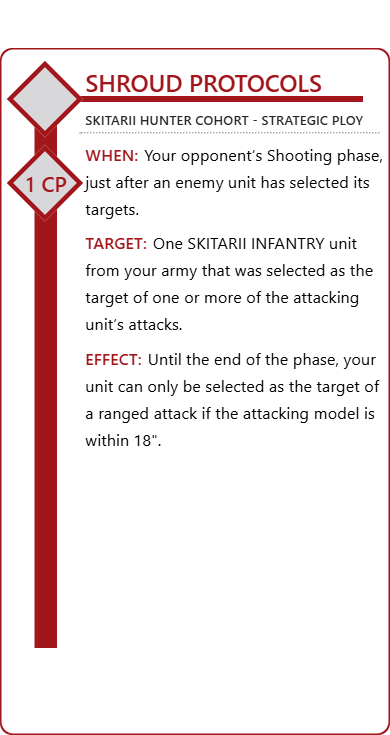 SHROUD PROTOCOLS
SKITARII HUNTER COHORT - STRATEGIC PLOY
WHEN: Your opponent's Shooting phase,
1 CP
just after an enemy unit has selected its
targets.
TARGET: One SKITARII INFANTRY unit
from your army that was selected as the
target of one or more of the attacking
unit's attacks.
EFFECT: Until the end of the phase, your
unit can only be selected as the target of
a ranged attack if the attacking model is
within 18".